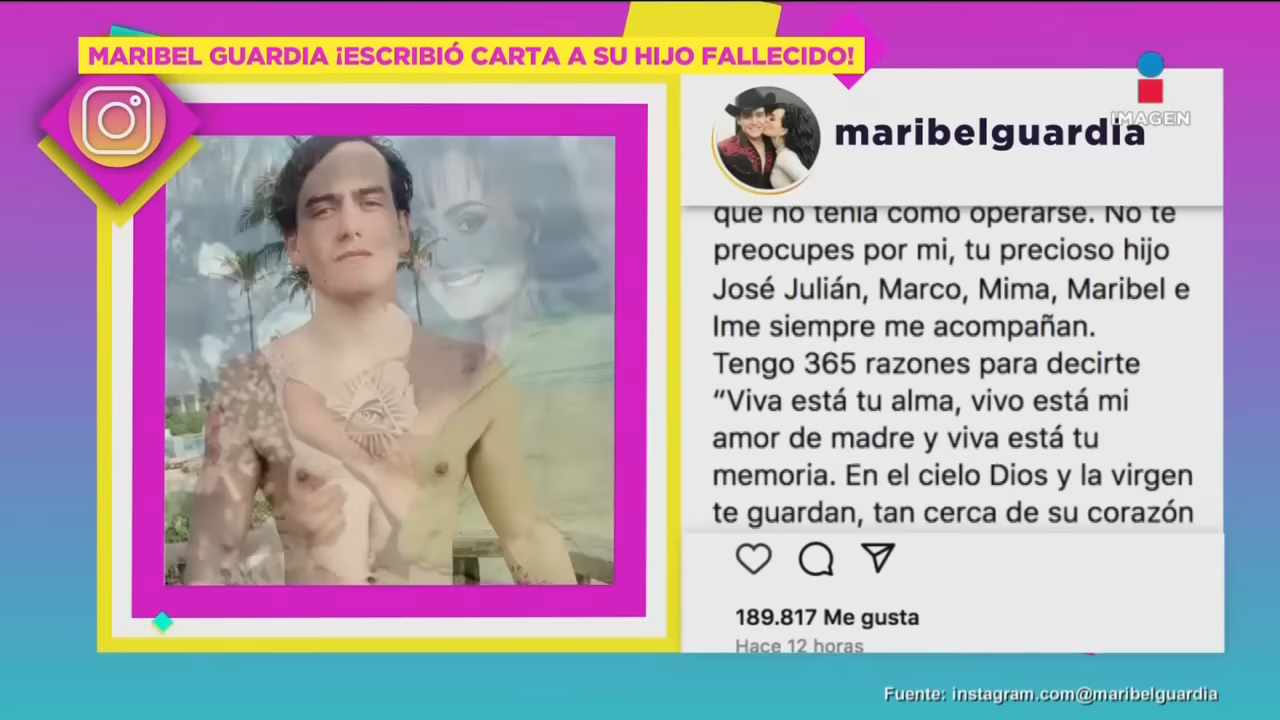 MARIBEL GUARDIA ¡ESCRIBIÓ CARTA A SU HIJO FALLECIDO!
IMAGEN
maribelguardia
que no tenía como operarse. No te
preocupes por mi, tu precioso hijo
José Julián, Marco, Mima, Maribel e
Ime siempre me acompañan.
Tengo 365 razones para decirte
“Viva está tu alma, vivo está mi
amor de madre y viva está tu
memoria. En el cielo Dios y la virgen
te guardan, tan cerca de su corazón
189.817 Me gusta
Hace 12 horas
Fuente: instagram.com@maribelguardia